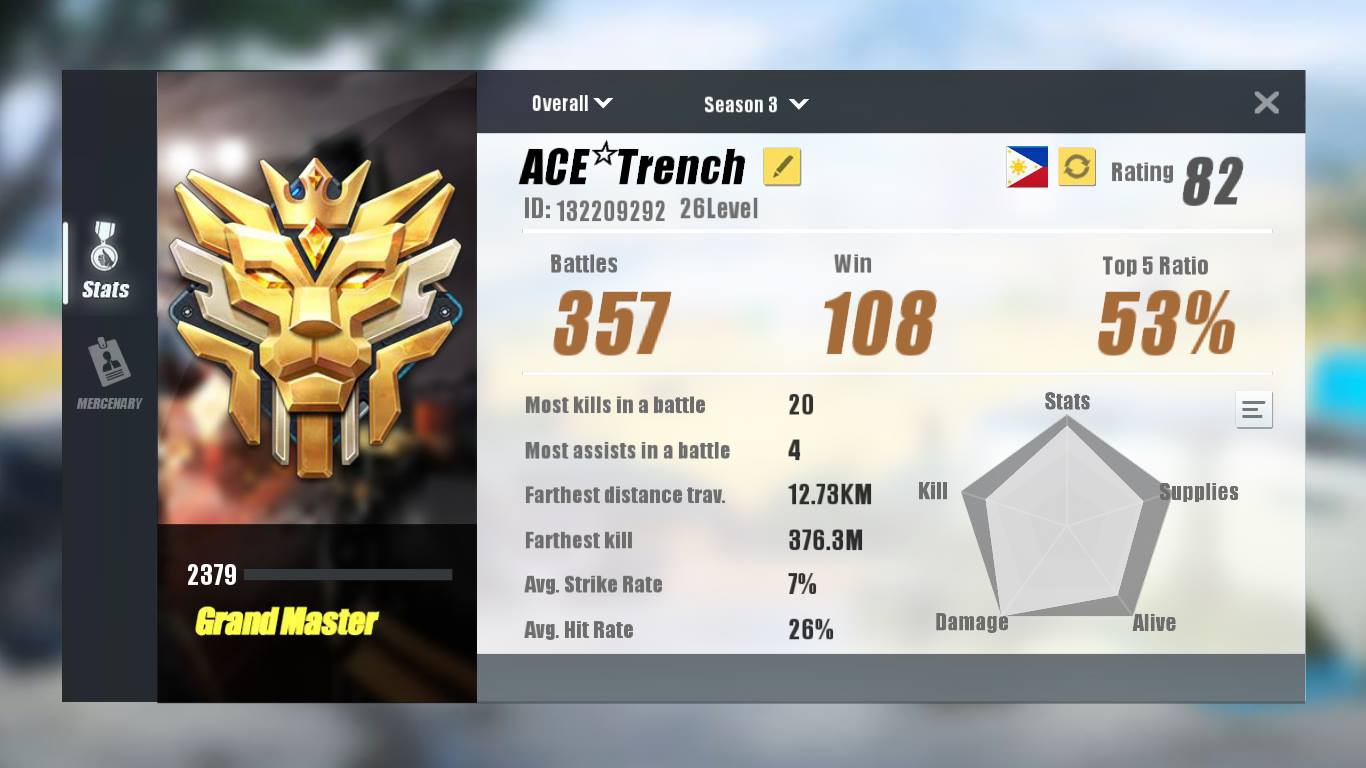 Overall
Season 3
ACE☆Trench
Rating 82
ID: 132209292 26Level
Stats
MERCENARY
Battles
Win
Top 5 Ratio
357
108
53%
Most kills in a battle 20
Most assists in a battle 4
Farthest distance trav. 12.73KM
Farthest kill 376.3M
Avg. Strike Rate 7%
Avg. Hit Rate 26%
Stats
Kill
Supplies
Damage
Alive
2379
Grand Master